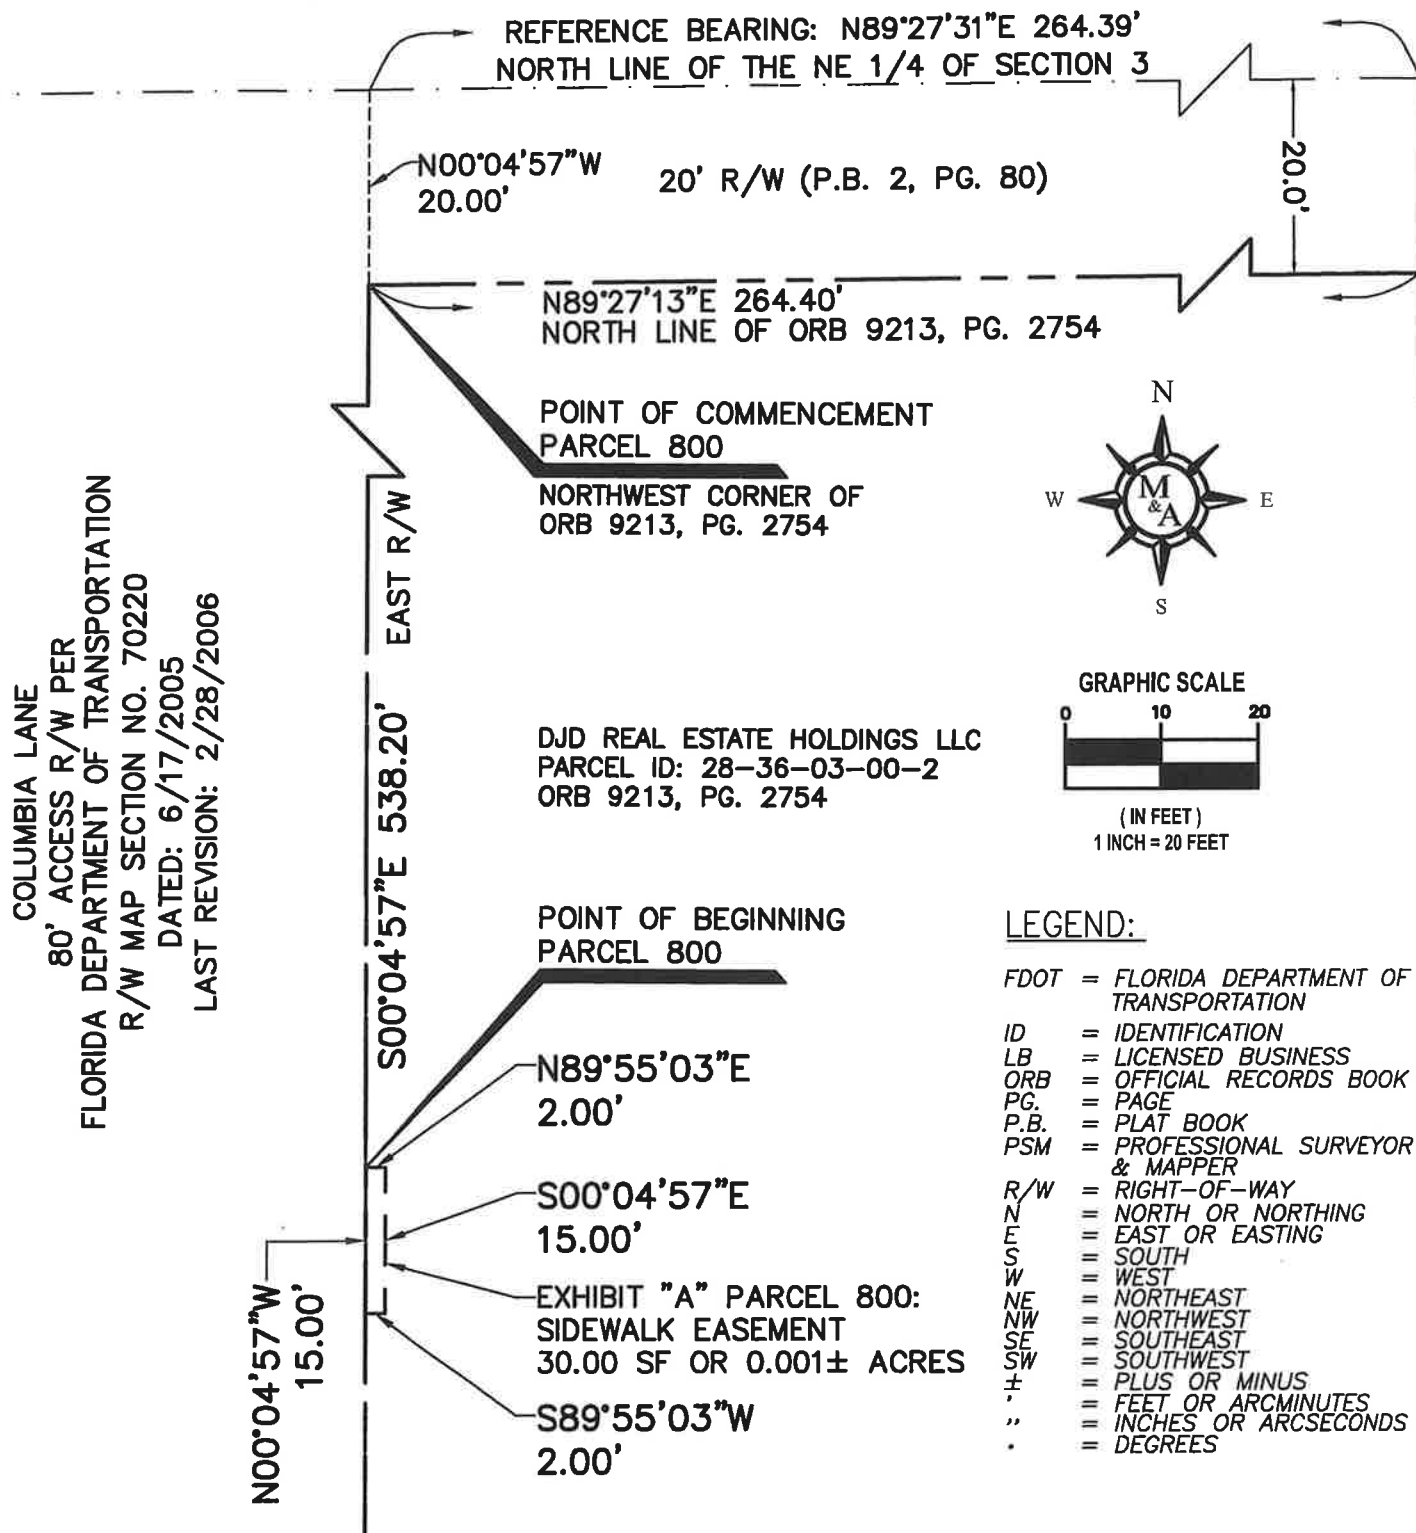 REFERENCE BEARING: N89°27'31"E 264.39'
NORTH LINE OF THE NE 1/4 OF SECTION 3
N00°04'57"W
20.00'
20' R/W (P.B. 2, PG. 80)
20.0'
N89°27'13"E 264.40'
NORTH LINE OF ORB 9213, PG. 2754
POINT OF COMMENCEMENT
PARCEL 800
NORTHWEST CORNER OF
ORB 9213, PG. 2754
N
W
E
S
M
&
A
EAST R/W
COLUMBIA LANE
80' ACCESS R/W PER
FLORIDA DEPARTMENT OF TRANSPORTATION
R/W MAP SECTION NO. 70220
DATED: 6/17/2005
LAST REVISION: 2/28/2006
S00°04'57"E 538.20'
GRAPHIC SCALE
0 10 20
(IN FEET)
1 INCH = 20 FEET
DJD REAL ESTATE HOLDINGS LLC
PARCEL ID: 28-36-03-00-2
ORB 9213, PG. 2754
POINT OF BEGINNING
PARCEL 800
N89°55'03"E
2.00'
S00°04'57"E
15.00'
EXHIBIT "A" PARCEL 800:
SIDEWALK EASEMENT
30.00 SF OR 0.001± ACRES
S89°55'03"W
2.00'
N00°04'57"W
15.00'
LEGEND:
FDOT = FLORIDA DEPARTMENT OF
TRANSPORTATION
ID = IDENTIFICATION
LB = LICENSED BUSINESS
ORB = OFFICIAL RECORDS BOOK
PG. = PAGE
P.B. = PLAT BOOK
PSM = PROFESSIONAL SURVEYOR
& MAPPER
R/W = RIGHT-OF-WAY
N = NORTH OR NORTHING
E = EAST OR EASTING
S = SOUTH
W = WEST
NE = NORTHEAST
NW = NORTHWEST
SE = SOUTHEAST
SW = SOUTHWEST
± = PLUS OR MINUS
' = FEET OR ARCMINUTES
" = INCHES OR ARCSECONDS
° = DEGREES